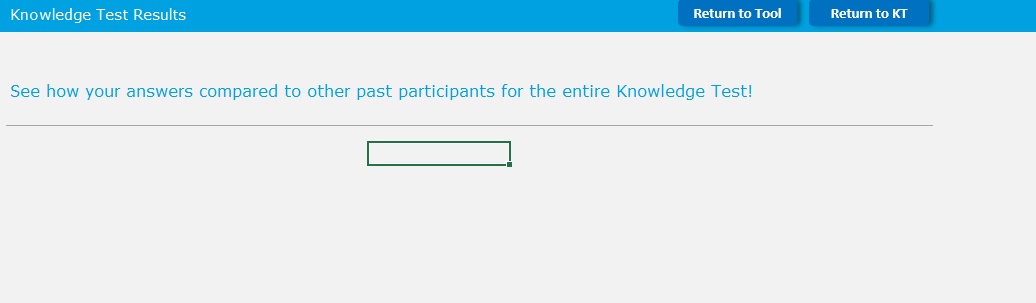 Knowledge Test Results
Return to Tool
Return to KT
See how your answers compared to other past participants for the entire Knowledge Test!